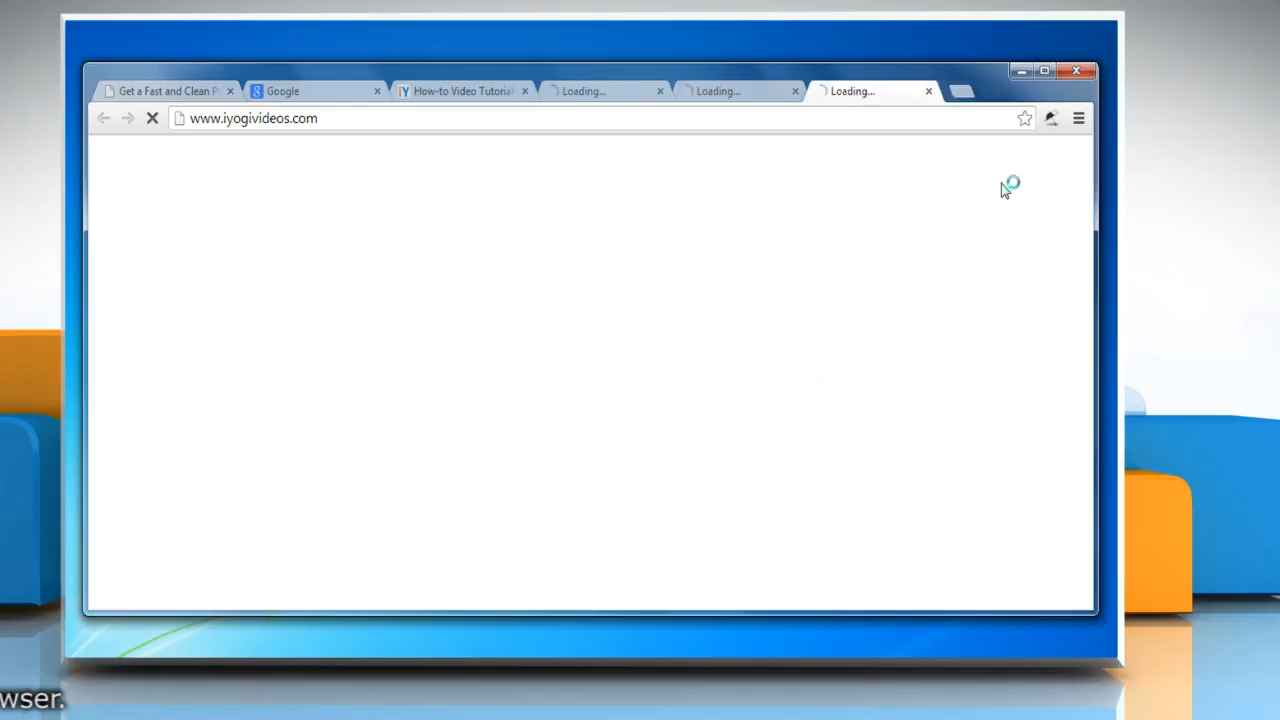 Get a Fast and Clean P
Google
How-to Video Tutorial
Loading...
Loading...
Loading...
www.iyogivideos.com
wser.